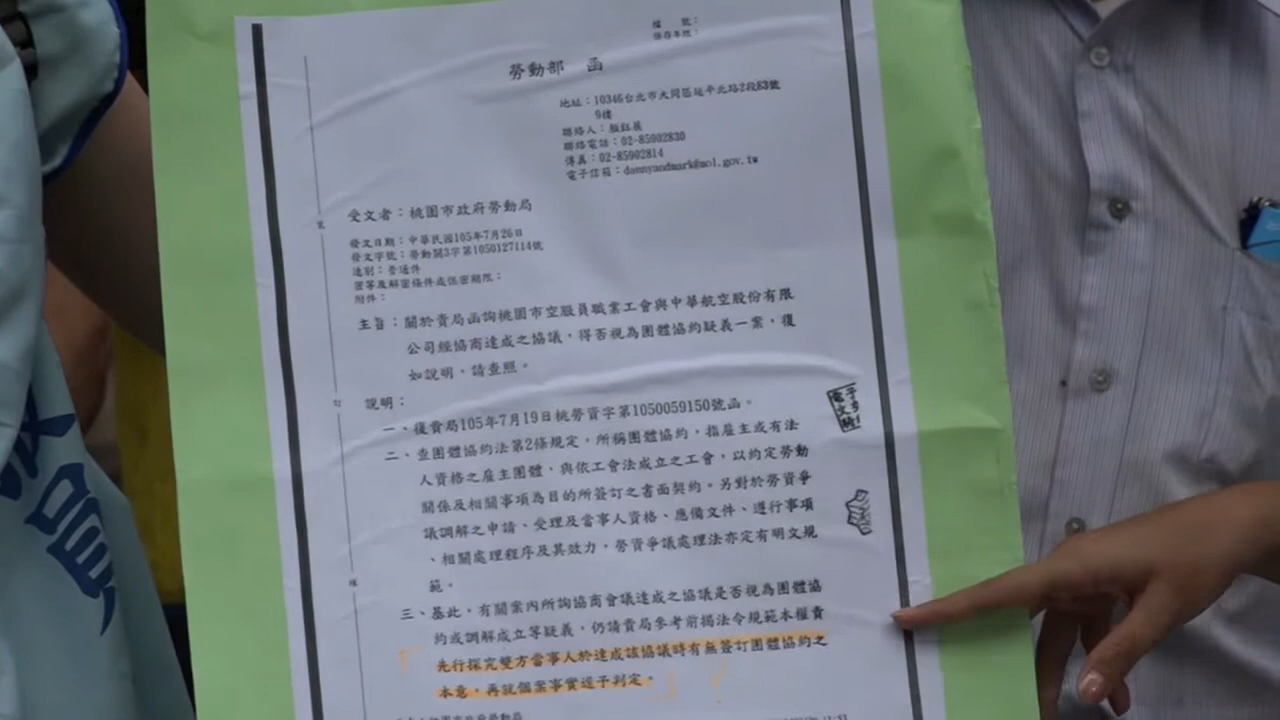 檔　　號：
保存年限：
勞動部　函
地址：10346台北市大同區延平北路2段83號
9樓
聯絡人：
聯絡電話：02-85902830
傳真：02-85902814
電子信箱：dannyandmark@mol.gov.tw
受文者：桃園市政府勞動局
發文日期：中華民國105年7月26日
發文字號：勞動關3字第1050127114號
速別：普通件
密等及解密條件或保密期限：
附件：
主旨：關於貴局函詢桃園市空服員職業工會與中華航空股份有限
公司經協商達成之協議，得否視為團體協約疑義一案，復
如說明，請查照。
說明：
一、復貴局105年7月19日桃勞資字第1050059150號函。
二、查團體協約法第2條規定，所稱團體協約，指雇主或有法
人資格之雇主團體、與依工會法成立之工會，以約定勞動
關係及相關事項為目的所簽訂之書面契約。另對於勞資爭
議調解之申請、受理及當事人資格、應備文件、進行事項
、相關處理程序及其效力，勞資爭議處理法亦定有明文規
範。
三、基此，有關案內所詢協商會議達成之協議是否視為團體協
約或調解成立等疑義，仍請貴局參考前揭法令規範本權責
先行探究雙方當事人於達成該協議時有無簽訂團體協約之
本意，再就個案事實逕予判定。
裝
訂
線
員